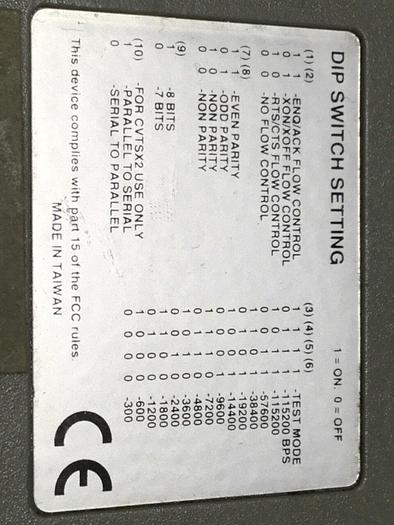 DIP SWITCH SETTING
1 = ON, 0 = OFF
(1) (2)
1 1 -ENQ/ACK FLOW CONTROL
0 1 -XON/XOFF FLOW CONTROL
1 0 -RTS/CTS FLOW CONTROL
0 0 -NO FLOW CONTROL
(7) (8)
1 1 -EVEN PARITY
0 1 -ODD PARITY
1 0 -NON PARITY
0 0 -NON PARITY
(9)
1 -8 BITS
0 -7 BITS
(10) -FOR CVTSX2 USE ONLY
1 -PARALLEL TO SERIAL
0 -SERIAL TO PARALLEL
(3) (4) (5) (6)
1 1 1 1 -TEST MODE
0 1 1 1 -115200 BPS
1 0 1 1 -115200
0 0 1 1 -57600
1 1 0 1 -38400
0 1 0 1 -19200
1 0 0 1 -14400
0 0 0 1 -9600
1 1 1 0 -7200
0 1 1 0 -4800
1 0 1 0 -3600
0 0 1 0 -2400
1 1 0 0 -1800
0 1 0 0 -1200
1 0 0 0 -600
0 0 0 0 -300
This device complies with part 15 of the FCC rules
MADE IN TAIWAN
CE